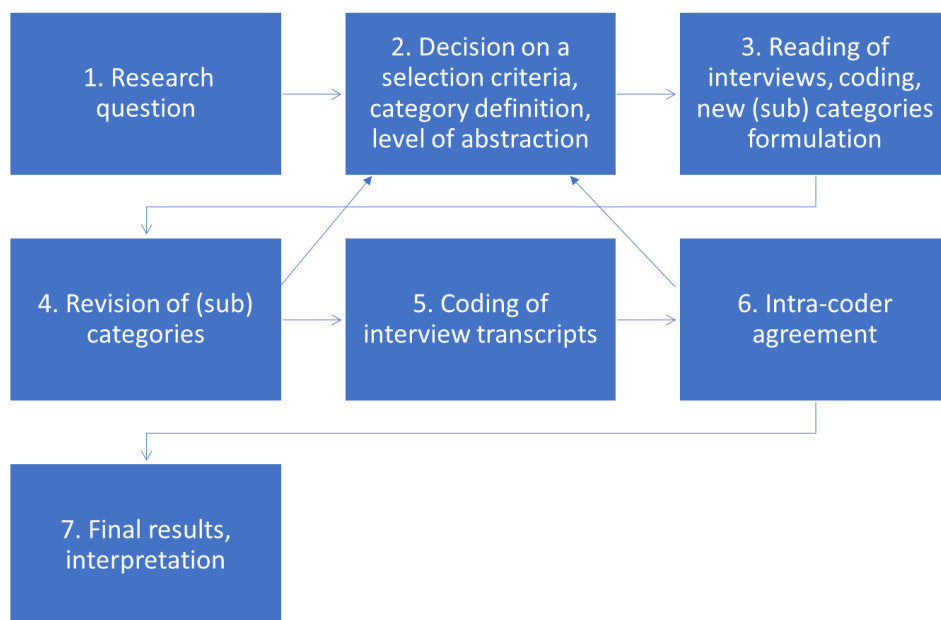 1. Research
question
2. Decision on a
selection criteria,
category definition,
level of abstraction
3. Reading of
interviews, coding,
new (sub) categories
formulation
4. Revision of (sub)
categories
5. Coding of
interview transcripts
6. Intra-coder
agreement
7. Final results,
interpretation